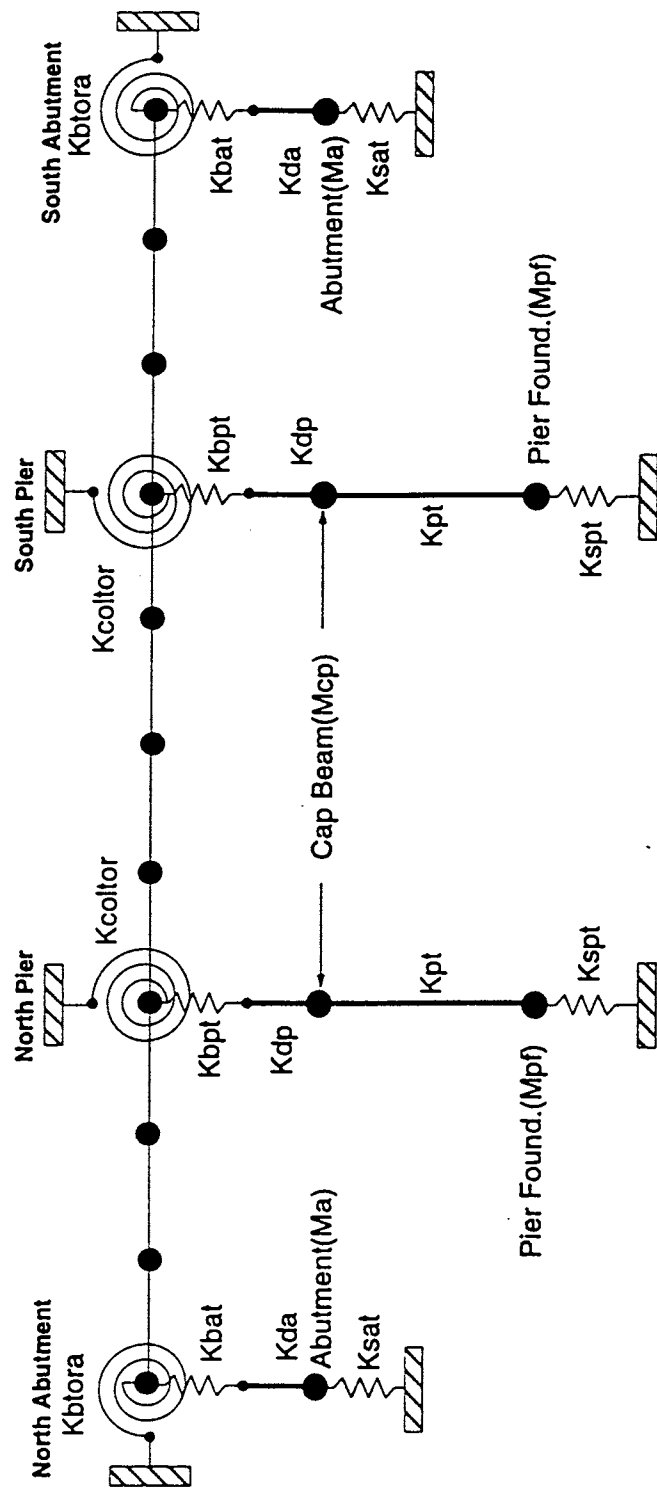 North Abutment
Kbtora
North Pier
Kcoltor
South Pier
Kcoltor
South Abutment
Kbtora
Kbat
Kda
Abutment(Ma)
Ksat
Kbpt
Kdp
Cap Beam(Mcp)
Kpt
Pier Found.(Mpf)
Kspt
Kbpt
Kdp
Kpt
Pier Found.(Mpf)
Kspt
Kbat
Kda
Abutment(Ma)
Ksat